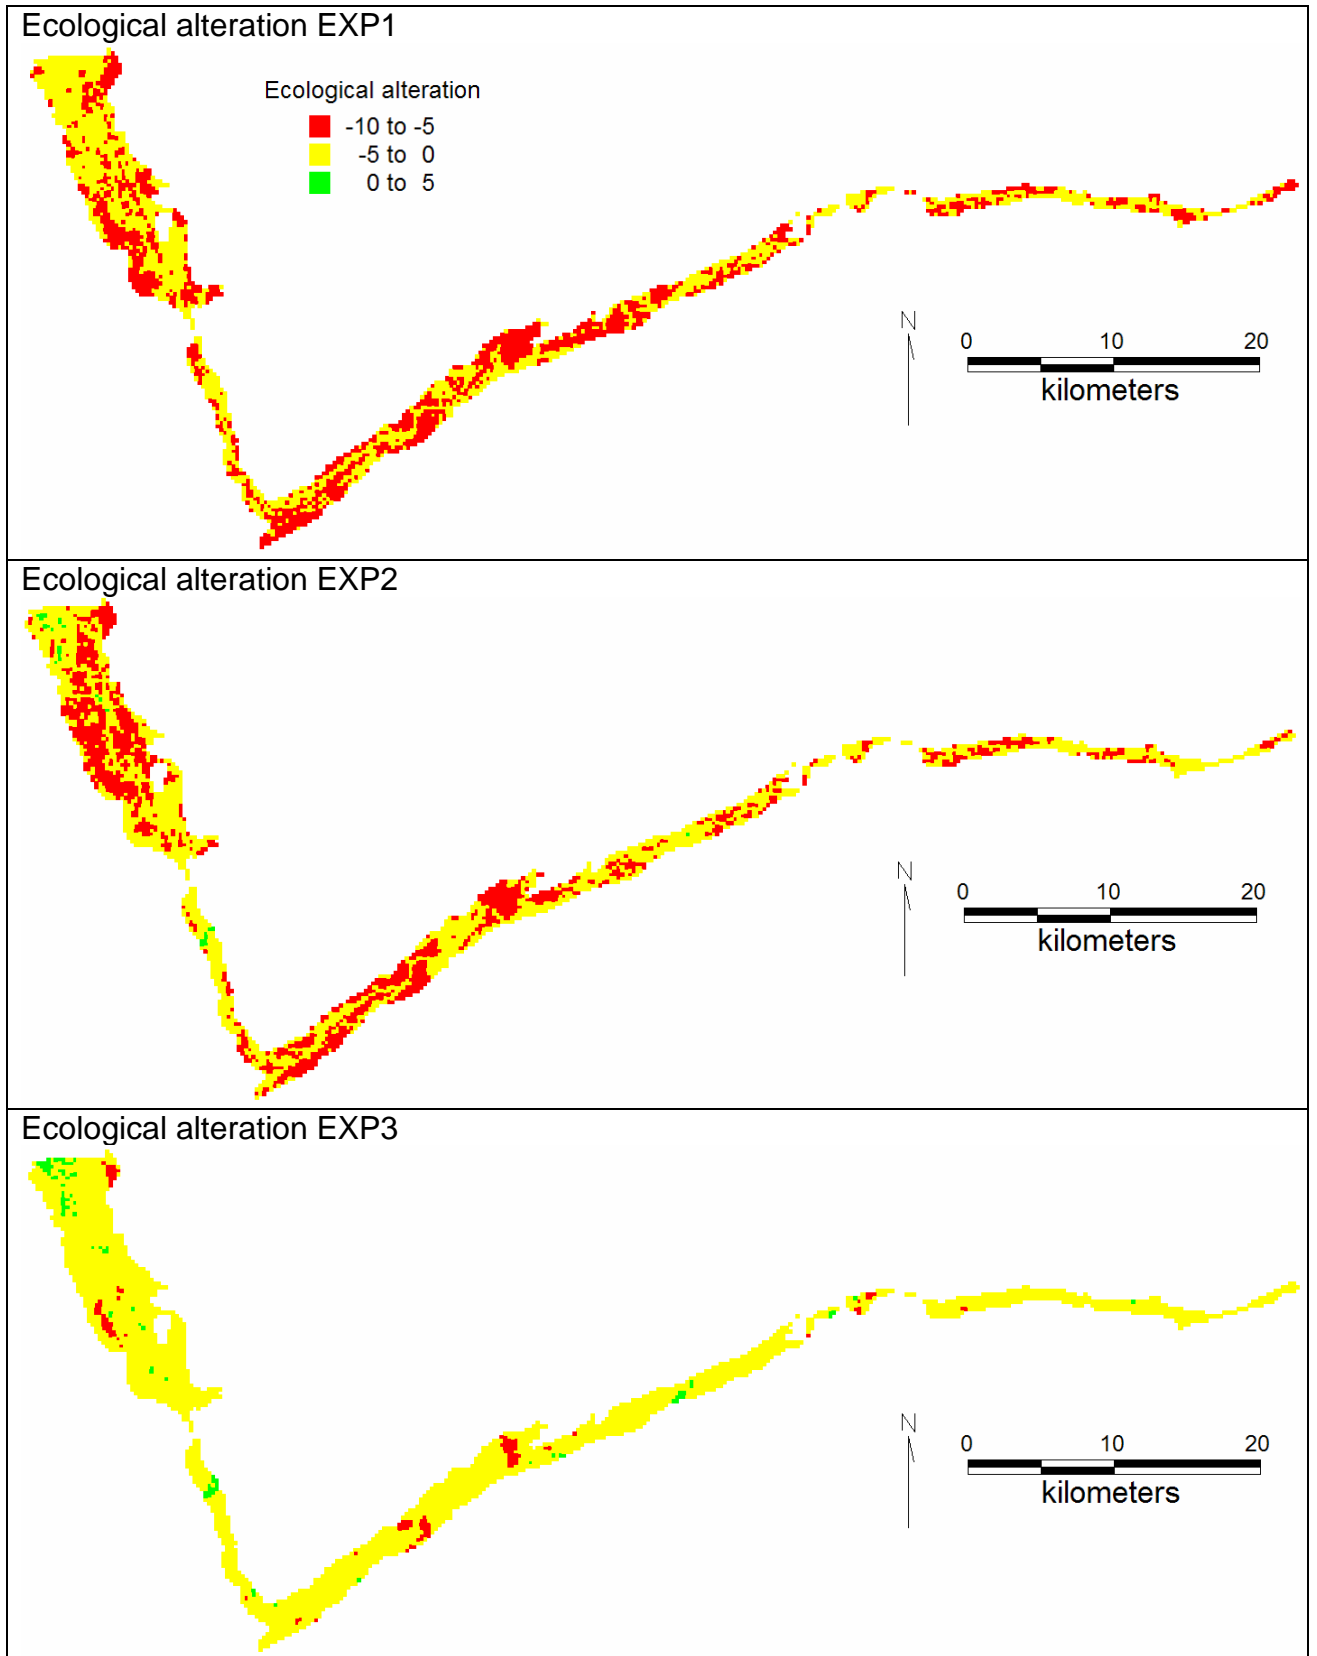 Ecological alteration EXP1
Ecological alteration
-10 to -5
-5 to 0
0 to 5
N
0 10 20
kilometers
Ecological alteration EXP2
N
0 10 20
kilometers
Ecological alteration EXP3
N
0 10 20
kilometers